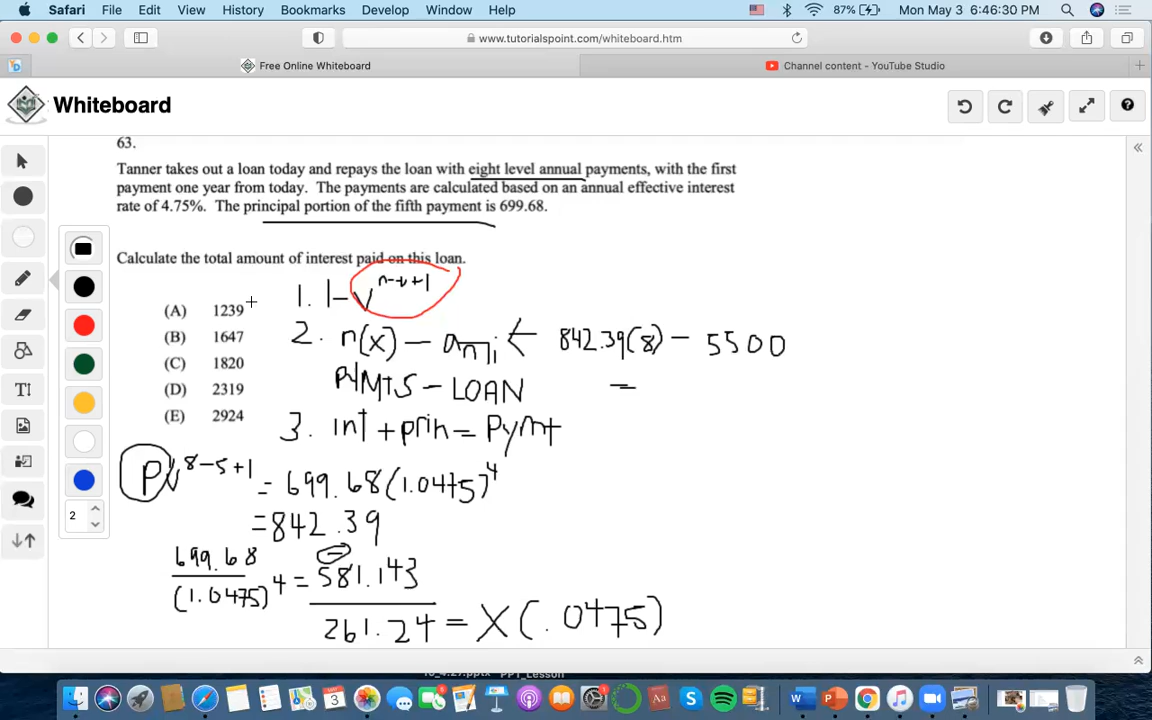 Safari File Edit View History Bookmarks Develop Window Help 87% Mon May 3 6:46:30 PM
www.tutorialspoint.com/whiteboard.htm
Free Online Whiteboard Channel content - YouTube Studio
Whiteboard
63.
Tanner takes out a loan today and repays the loan with eight level annual payments, with the first
payment one year from today. The payments are calculated based on an annual effective interest
rate of 4.75%. The principal portion of the fifth payment is 699.68.
Calculate the total amount of interest paid on this loan.
(A) 1239
(B) 1647
(C) 1820
(D) 2319
(E) 2924
1. 1-v^n-t+1
2. n(x) - a n i ← 842.39(8) - 5500
PYMTS - LOAN =
3. int + prin = Pymt
Pv^8-5+1 = 699.68(1.0475)^4
= 842.39
699.68/(1.0475)^4 = 581.143
261.24 = X(.0475)
2
TI